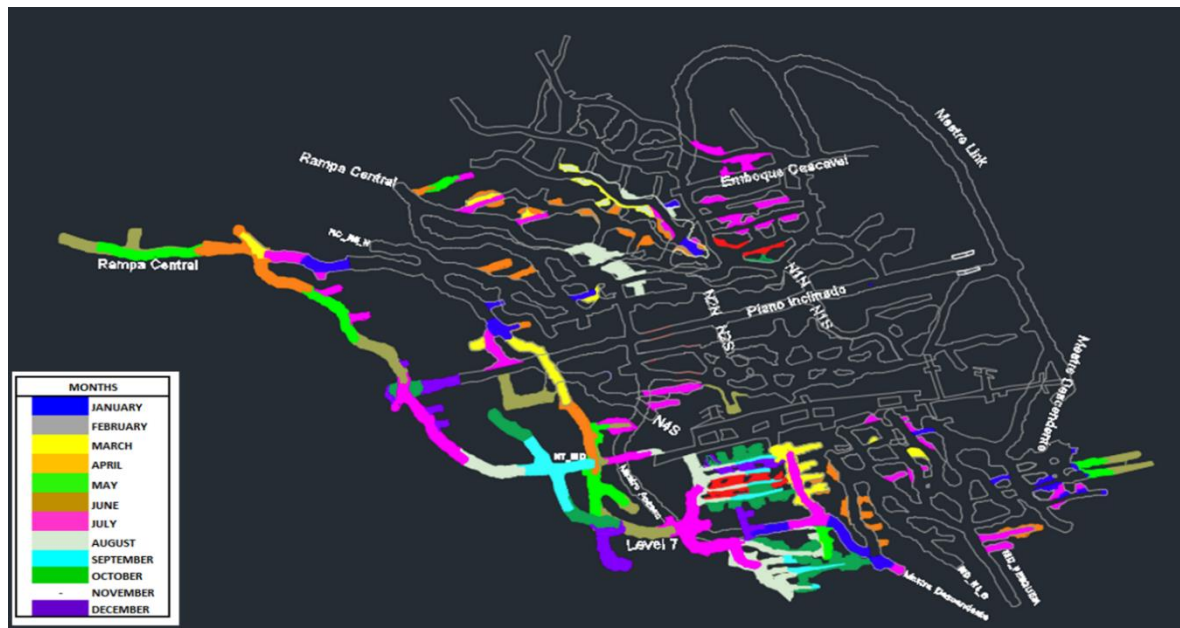 Mestre Link
Rampa Central
Emboque Cascavel
Rampa Central
Plano Inclinado
N1N
N1S
N2N
N2S
Mestre Descendente
N4S
Level 7
Mestre Descendente
MONTHS
JANUARY
FEBRUARY
MARCH
APRIL
MAY
JUNE
JULY
AUGUST
SEPTEMBER
OCTOBER
- NOVEMBER
DECEMBER